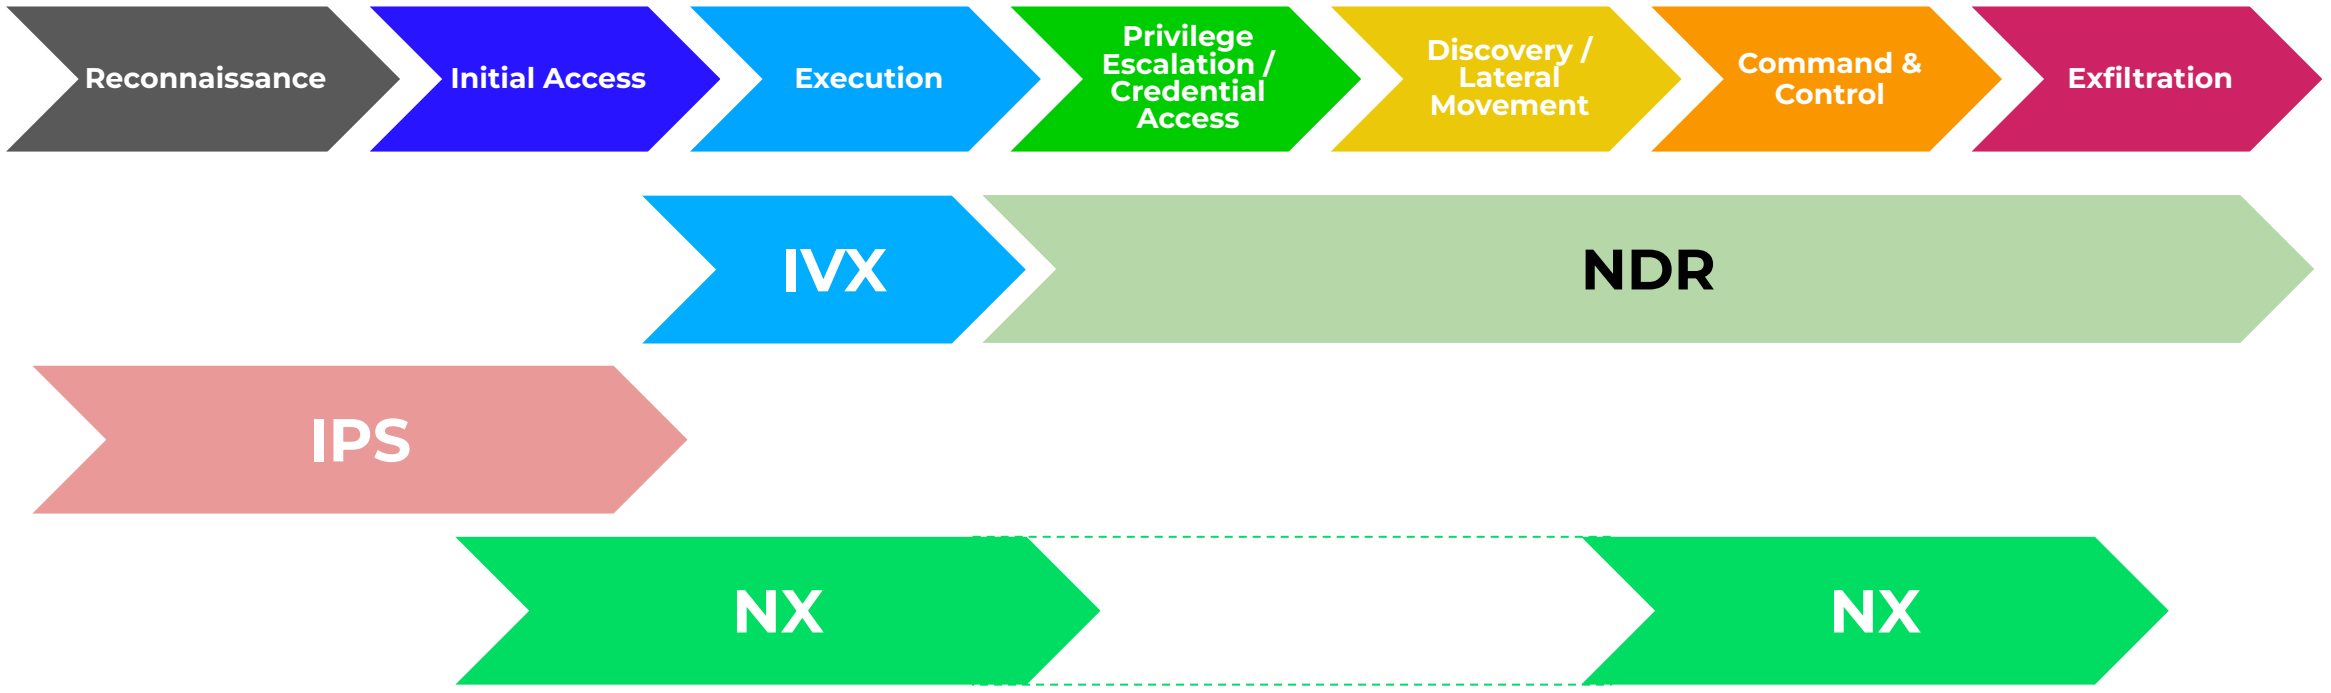 Reconnaissance
Initial Access
Execution
Privilege
Escalation /
Credential
Access
Discovery /
Lateral
Movement
Command &
Control
Exfiltration
IVX
NDR
IPS
NX
NX